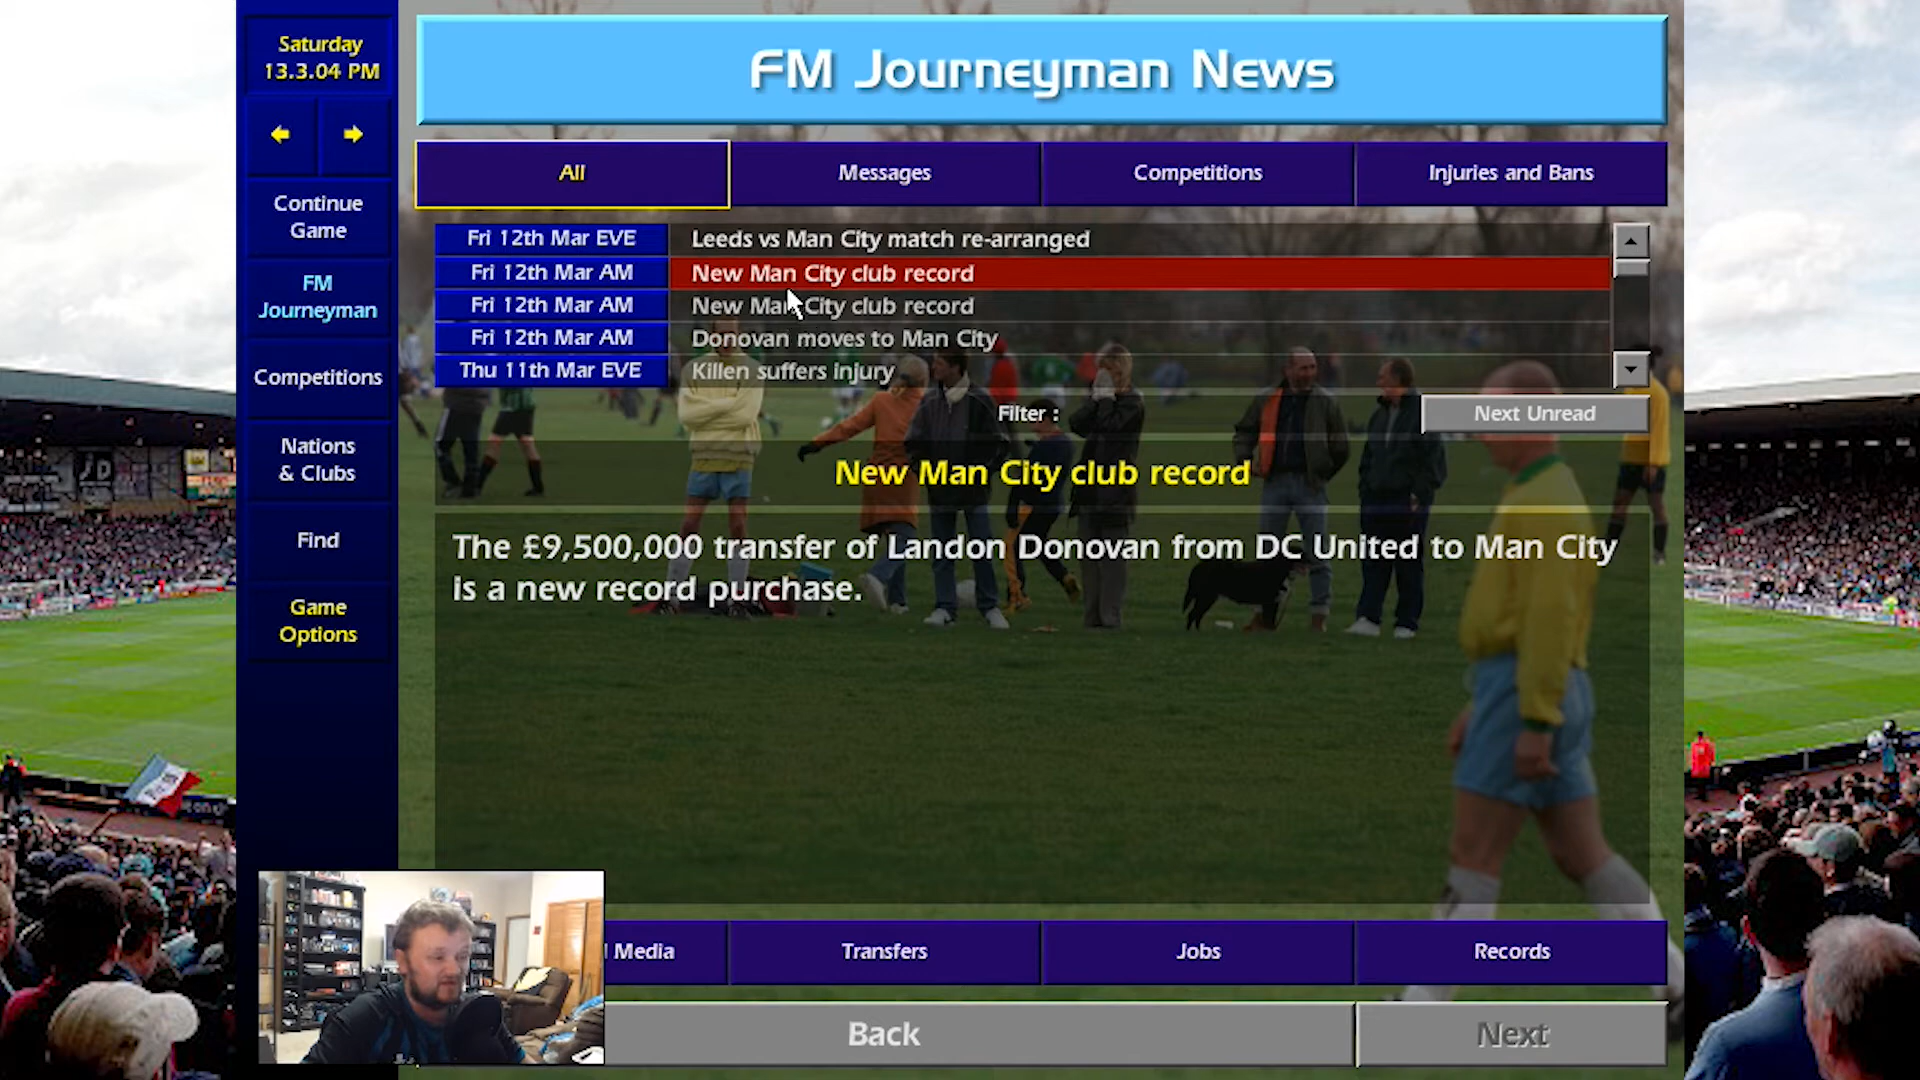 Saturday
13.3.04 PM
Continue
Game
FM
Journeyman
Competitions
Nations
& Clubs
Find
Game
Options
FM Journeyman News
All
Messages
Competitions
Injuries and Bans
Fri 12th Mar EVE
Leeds vs Man City match re-arranged
Fri 12th Mar AM
New Man City club record
Fri 12th Mar AM
New Man City club record
Fri 12th Mar AM
Donovan moves to Man City
Thu 11th Mar EVE
Killen suffers injury
Filter :
Next Unread
New Man City club record
The £9,500,000 transfer of Landon Donovan from DC United to Man City
is a new record purchase.
Media
Transfers
Jobs
Records
Back
Next
JD